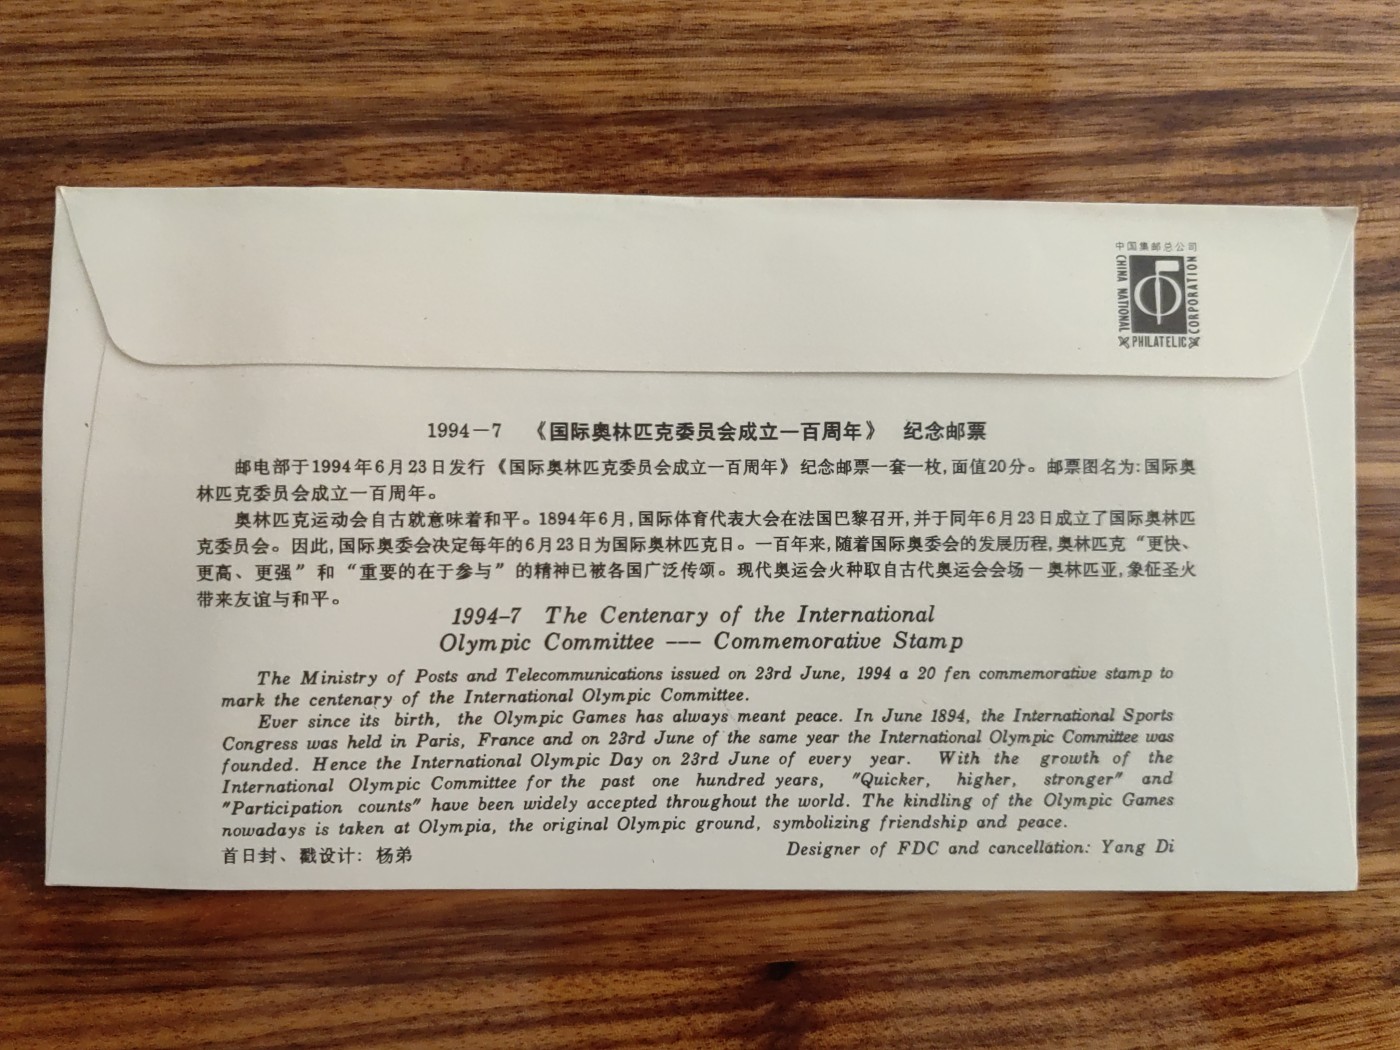 中国集邮总公司
CHINA NATIONAL
PHILATELIC
CORPORATION
1994-7 《国际奥林匹克委员会成立一百周年》 纪念邮票
邮电部于1994年6月23日发行《国际奥林匹克委员会成立一百周年》纪念邮票一套一枚,面值20分。邮票图名为:国际奥
林匹克委员会成立一百周年。
奥林匹克运动会自古就意味着和平。1894年6月,国际体育代表大会在法国巴黎召开,并于同年6月23日成立了国际奥林匹
克委员会。因此,国际奥委会决定每年的6月23日为国际奥林匹克日。一百年来,随着国际奥委会的发展历程,奥林匹克“更快、
更高、更强”和“重要的在于参与”的精神已被各国广泛传颂。现代奥运会火种取自古代奥运会会场－奥林匹亚,象征圣火
带来友谊与和平。
1994-7 The Centenary of the International
Olympic Committee --- Commemorative Stamp
The Ministry of Posts and Telecommunications issued on 23rd June, 1994 a 20 fen commemorative stamp to
mark the centenary of the International Olympic Committee.
Ever since its birth, the Olympic Games has always meant peace. In June 1894, the International Sports
Congress was held in Paris, France and on 23rd June of the same year the International Olympic Committee was
founded. Hence the International Olympic Day on 23rd June of every year. With the growth of the
International Olympic Committee for the past one hundred years, "Quicker, higher, stronger" and
"Participation counts" have been widely accepted throughout the world. The kindling of the Olympic Games
nowadays is taken at Olympia, the original Olympic ground, symbolizing friendship and peace.
首日封、戳设计: 杨弟 Designer of FDC and cancellation: Yang Di